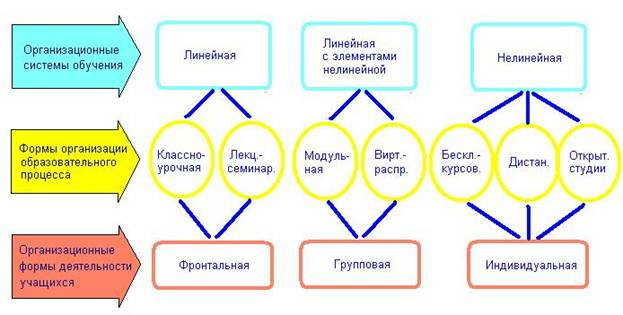 Организационные
системы обучения
Линейная
Линейная
с элементами
нелинейной
Нелинейная
Формы организации
образовательного
процесса
Классно-
урочная
Лекц.-
семинар.
Модуль-
ная
Вирт.-
распр.
Бескл.-
курсов.
Дистан.
Открыт.
студии
Организационные
формы деятельности
учащихся
Фронтальная
Групповая
Индивидуальная